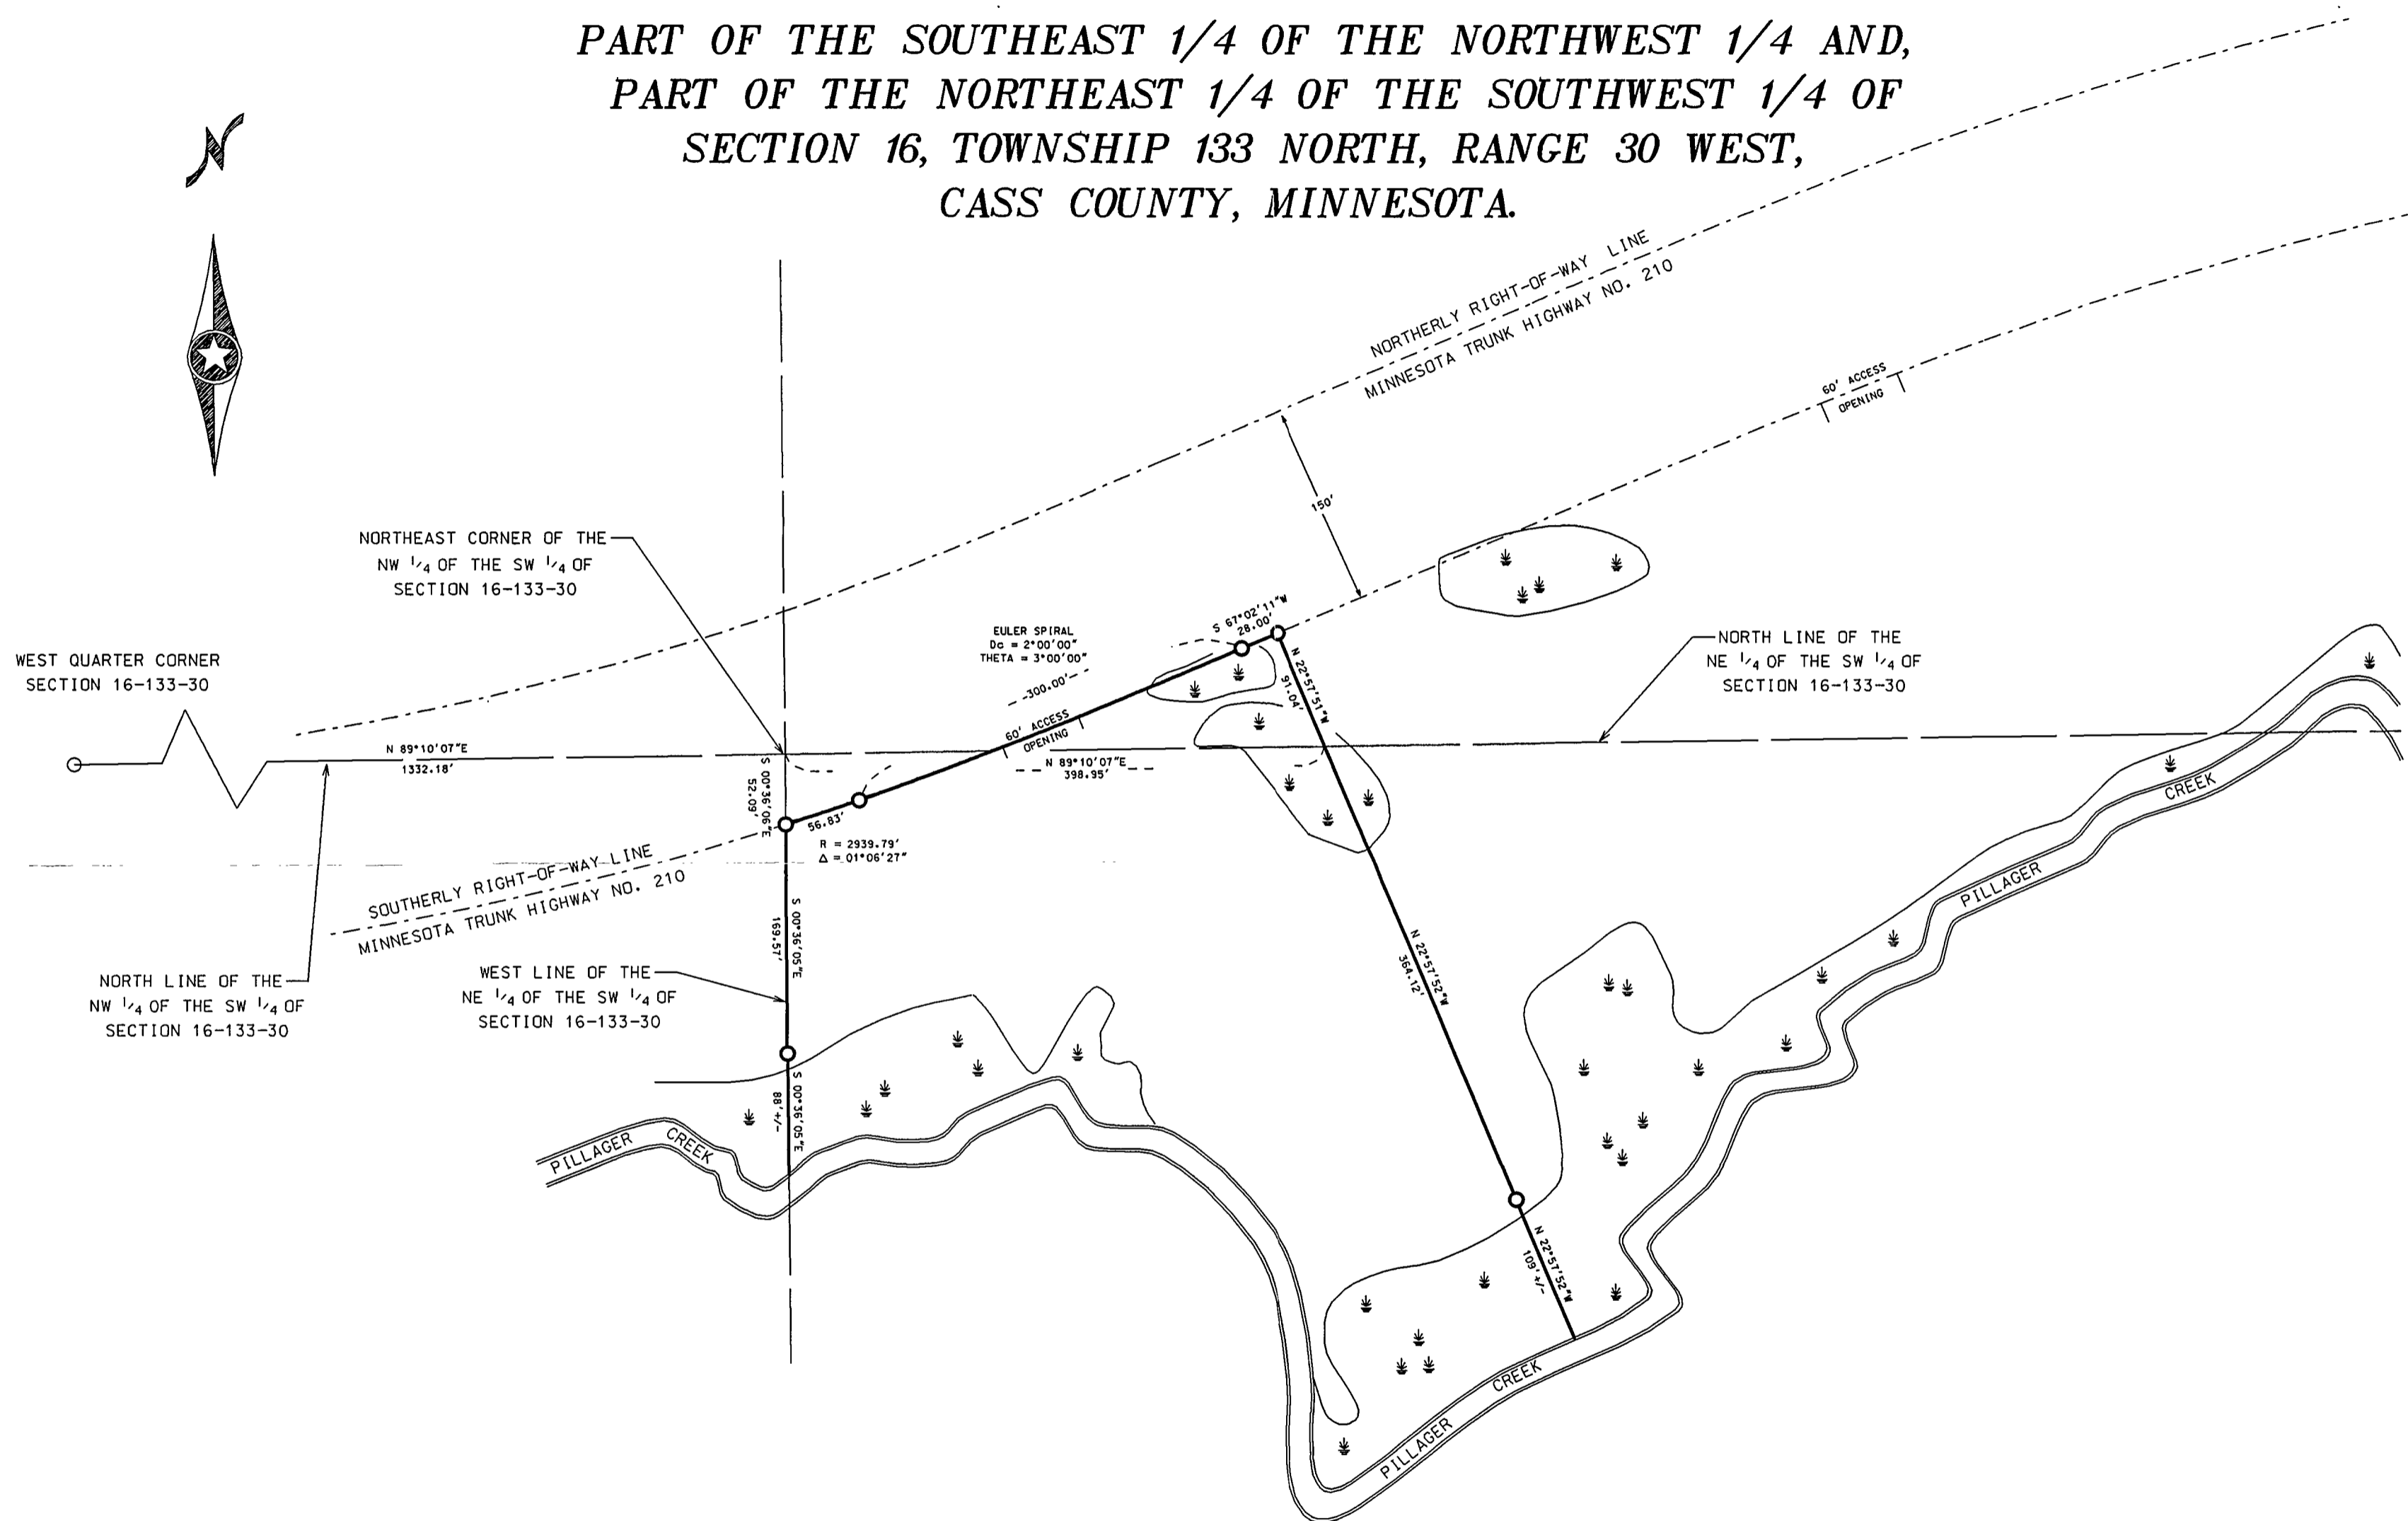 PART OF THE SOUTHEAST 1/4 OF THE NORTHWEST 1/4 AND,
PART OF THE NORTHEAST 1/4 OF THE SOUTHWEST 1/4 OF
SECTION 16, TOWNSHIP 133 NORTH, RANGE 30 WEST,
CASS COUNTY, MINNESOTA.
N
NORTHERLY RIGHT-OF-WAY LINE
MINNESOTA TRUNK HIGHWAY NO. 210
60' ACCESS
OPENING
150'
NORTHEAST CORNER OF THE
NW 1/4 OF THE SW 1/4 OF
SECTION 16-133-30
S 67°02'11"W
28.00'
EULER SPIRAL
Dc = 2°00'00"
THETA = 3°00'00"
300.00'
NORTH LINE OF THE
NE 1/4 OF THE SW 1/4 OF
SECTION 16-133-30
WEST QUARTER CORNER
SECTION 16-133-30
N 22°57'51"W
91.04'
60' ACCESS
OPENING
N 89°10'07"E
1332.18'
N 89°10'07"E
398.95'
S 00°36'06"E
52.09'
56.83'
R = 2939.79'
Δ = 01°06'27"
SOUTHERLY RIGHT-OF-WAY LINE
MINNESOTA TRUNK HIGHWAY NO. 210
S 00°36'05"E
169.57'
N 22°57'52"W
364.12'
NORTH LINE OF THE
NW 1/4 OF THE SW 1/4 OF
SECTION 16-133-30
WEST LINE OF THE
NE 1/4 OF THE SW 1/4 OF
SECTION 16-133-30
S 00°36'05"E
88'+/-
PILLAGER CREEK
PILLAGER CREEK
N 22°57'52"W
109'+/-
PILLAGER CREEK